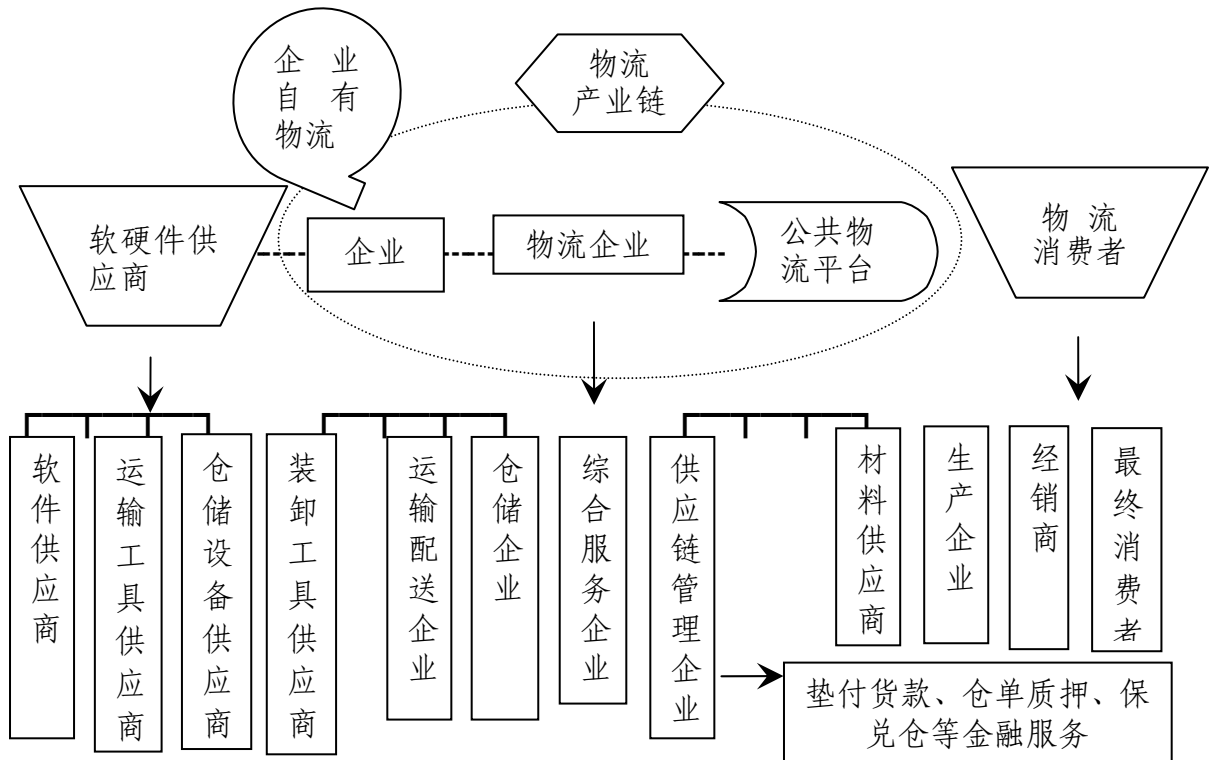 企 业
自 有
物流
物流
产业链
软硬件供
应商
企业
物流企业
公共物
流平台
物 流
消费者
软件供应商
运输工具供应商
仓储设备供应商
装卸工具供应商
运输配送企业
仓储企业
综合服务企业
供应链管理企业
材料供应商
生产企业
经销商
最终消费者
垫付货款、仓单质押、保
兑仓等金融服务